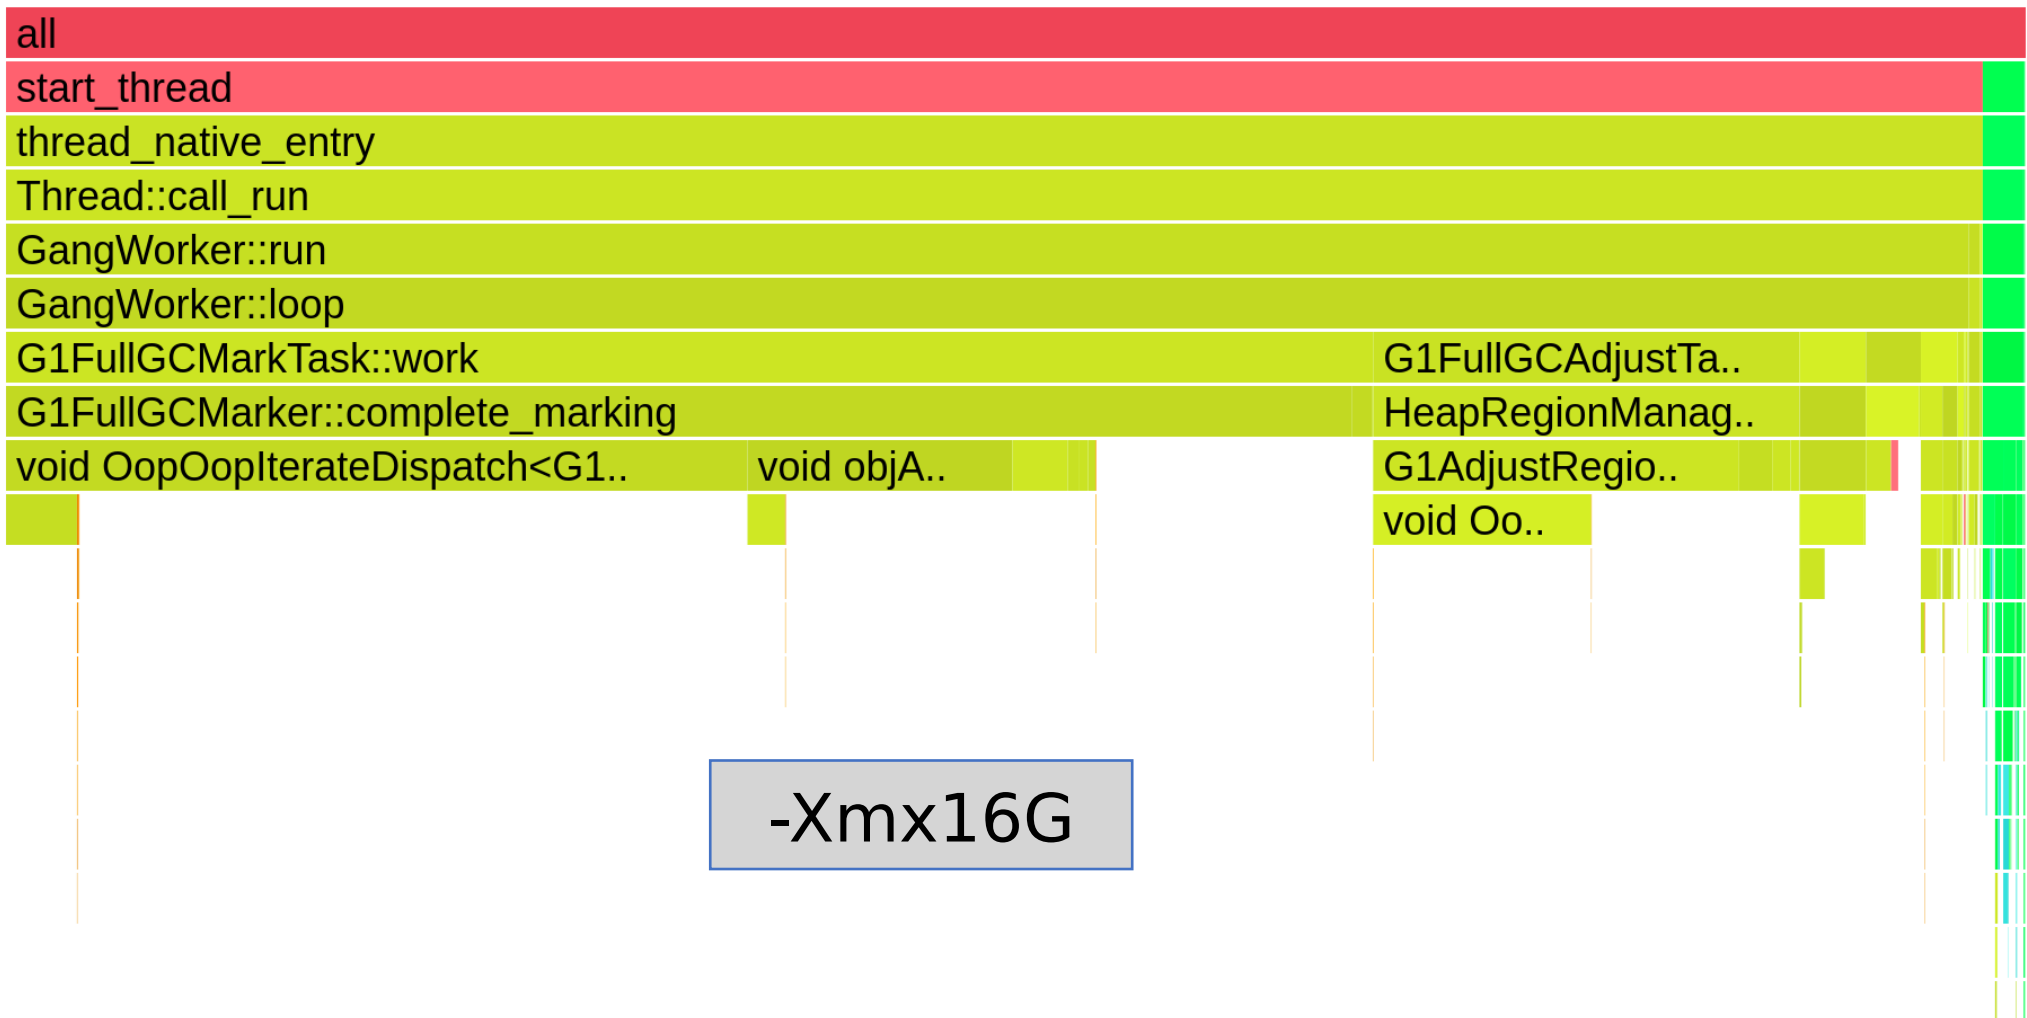 all
start_thread
thread_native_entry
Thread::call_run
GangWorker::run
GangWorker::loop
G1FullGCMarkTask::work G1FullGCAdjustTa..
G1FullGCMarker::complete_marking HeapRegionManag..
void OopOopIterateDispatch<G1.. void objA.. G1AdjustRegio..
void Oo..
-Xmx16G